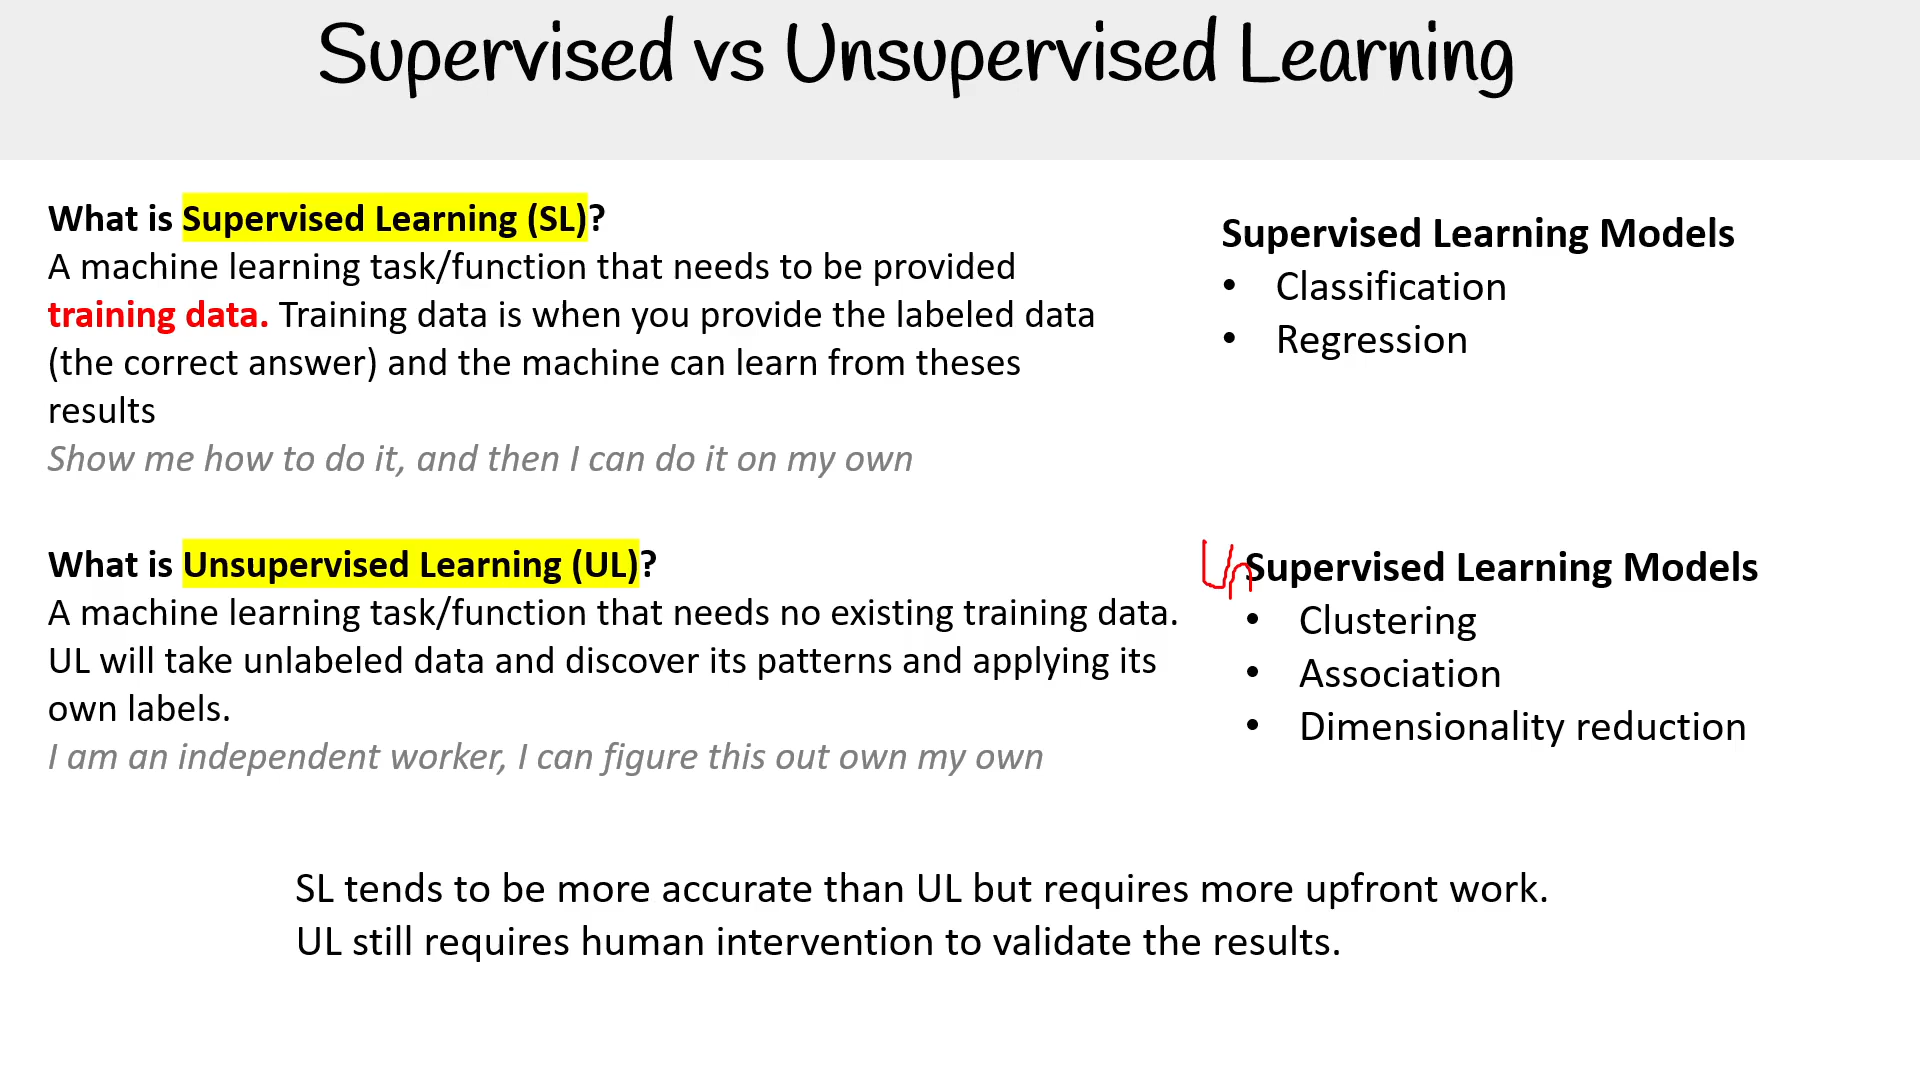 Supervised vs Unsupervised Learning
What is Supervised Learning (SL)?
A machine learning task/function that needs to be provided
training data. Training data is when you provide the labeled data
(the correct answer) and the machine can learn from theses
results
Show me how to do it, and then I can do it on my own
Supervised Learning Models
• Classification
• Regression
What is Unsupervised Learning (UL)?
A machine learning task/function that needs no existing training data.
UL will take unlabeled data and discover its patterns and applying its
own labels.
I am an independent worker, I can figure this out own my own
Un Supervised Learning Models
• Clustering
• Association
• Dimensionality reduction
SL tends to be more accurate than UL but requires more upfront work.
UL still requires human intervention to validate the results.